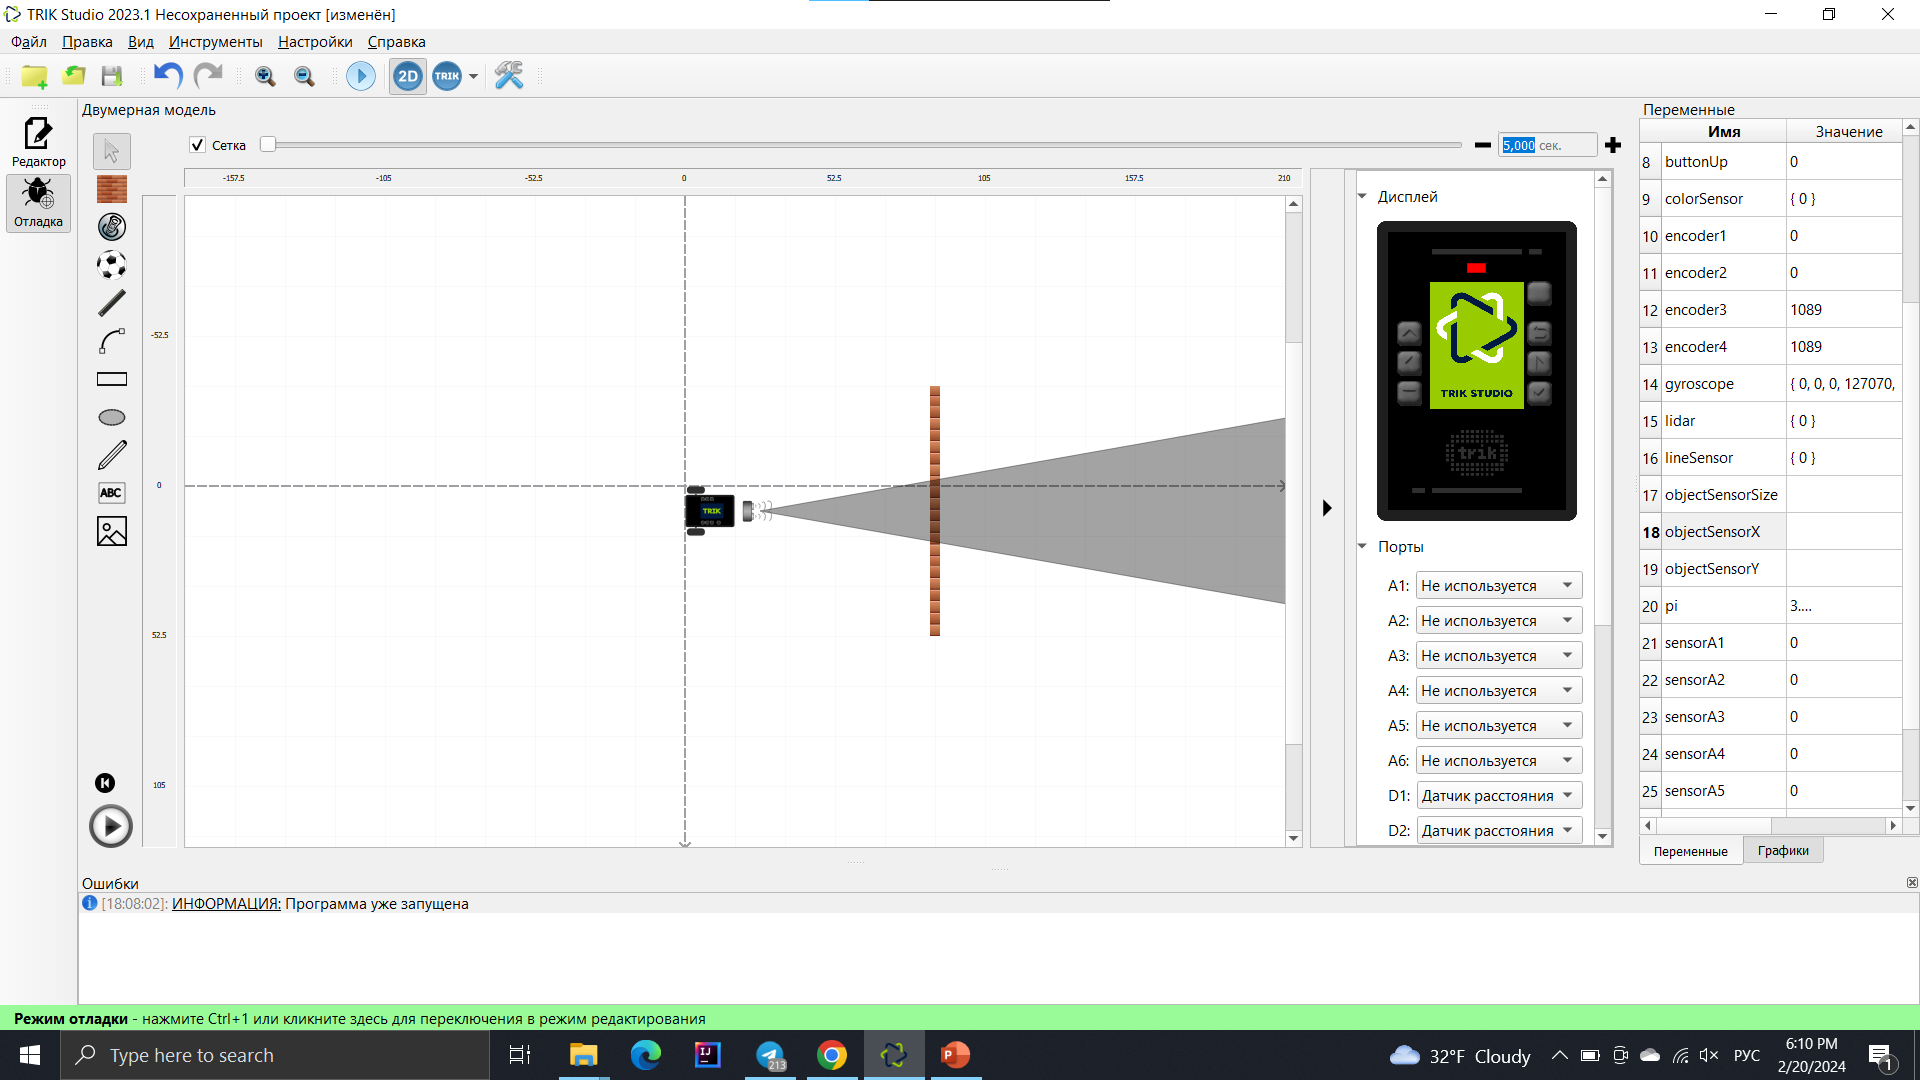 TRIK Studio 2023.1 Несохраненный проект [изменён]
Файл Правка Вид Инструменты Настройки Справка
2D TRIK
Двумерная модель
Переменные
Редактор
Отладка
Сетка
5,000 сек.
-157.5 -105 -52.5 0 52.5 105 157.5 210
-52.5
0
52.5
105
ABC
TRIK
Дисплей
TRIK STUDIO
trik
Порты
A1: Не используется
A2: Не используется
A3: Не используется
A4: Не используется
A5: Не используется
A6: Не используется
D1: Датчик расстояния
D2: Датчик расстояния
Имя Значение
8 buttonUp 0
9 colorSensor { 0 }
10 encoder1 0
11 encoder2 0
12 encoder3 1089
13 encoder4 1089
14 gyroscope { 0, 0, 0, 127070,
15 lidar { 0 }
16 lineSensor { 0 }
17 objectSensorSize
18 objectSensorX
19 objectSensorY
20 pi 3....
21 sensorA1 0
22 sensorA2 0
23 sensorA3 0
24 sensorA4 0
25 sensorA5 0
Переменные Графики
Ошибки
[18:08:02]: ИНФОРМАЦИЯ: Программа уже запущена
Режим отладки - нажмите Ctrl+1 или кликните здесь для переключения в режим редактирования
Type here to search
IJ
213
P
32°F Cloudy
РУС
6:10 PM
2/20/2024
1